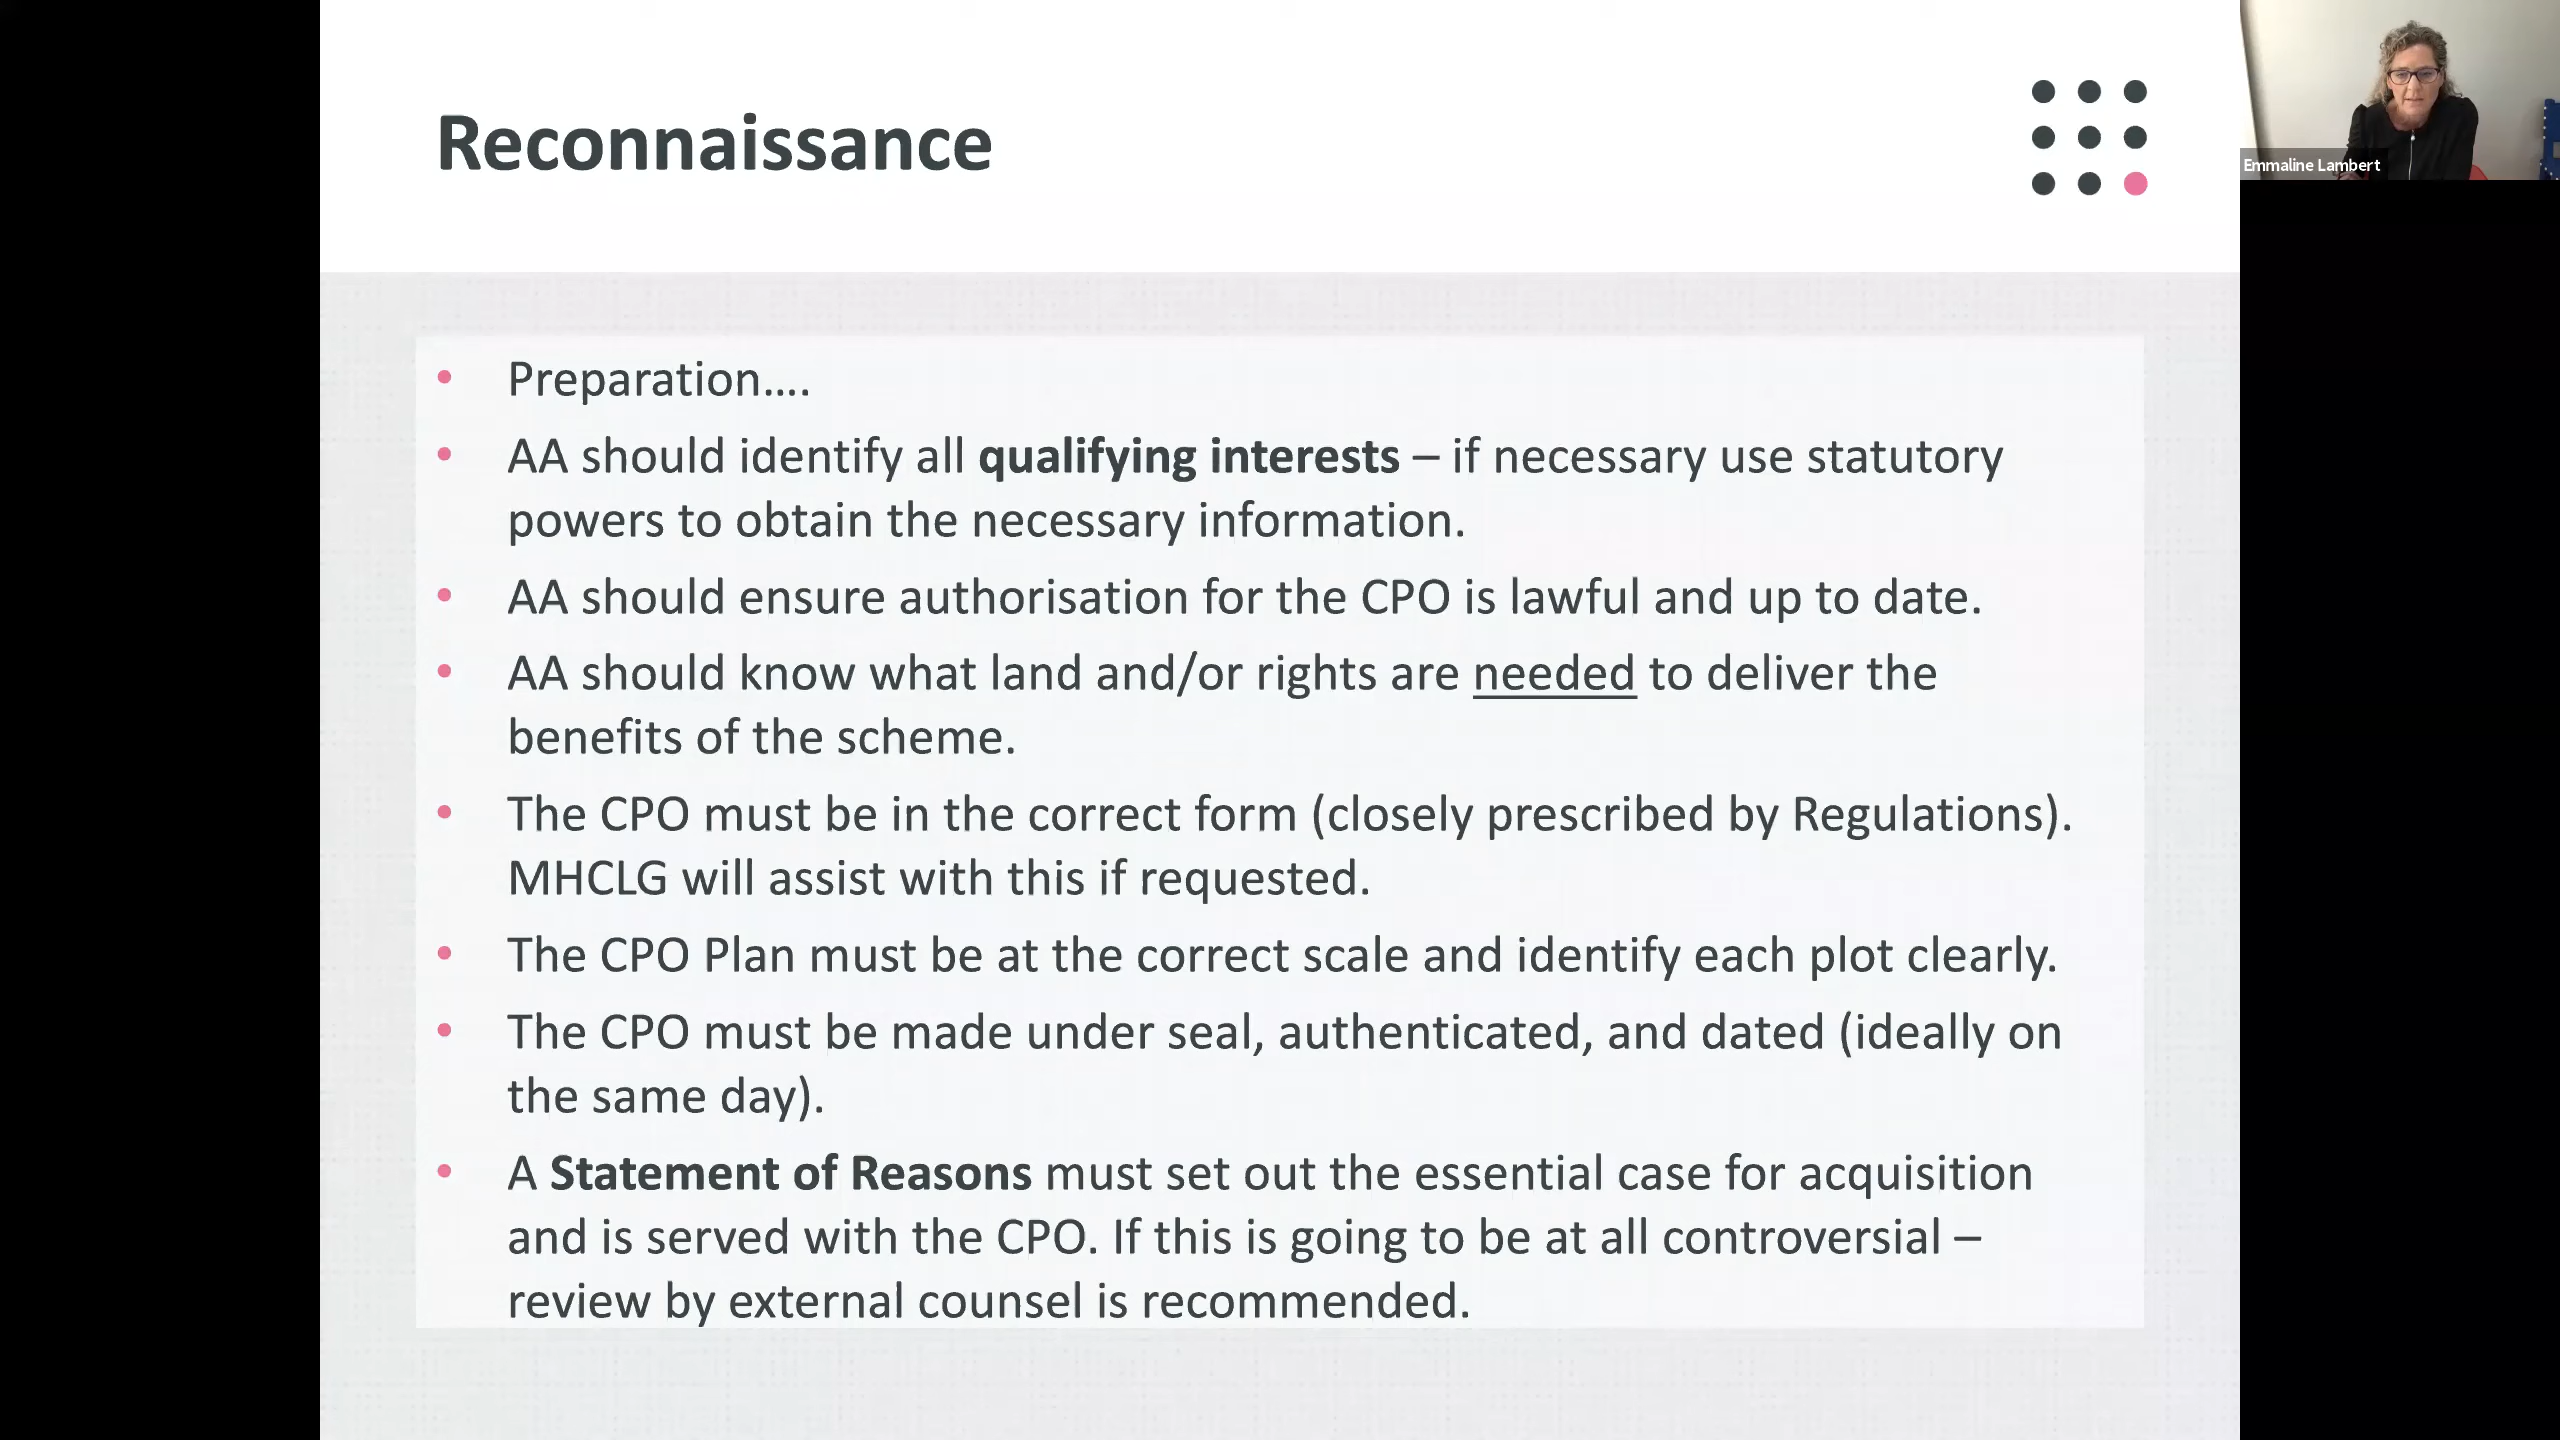 Reconnaissance
Emmaline Lambert
• Preparation....
• AA should identify all qualifying interests – if necessary use statutory
powers to obtain the necessary information.
• AA should ensure authorisation for the CPO is lawful and up to date.
• AA should know what land and/or rights are needed to deliver the
benefits of the scheme.
• The CPO must be in the correct form (closely prescribed by Regulations).
MHCLG will assist with this if requested.
• The CPO Plan must be at the correct scale and identify each plot clearly.
• The CPO must be made under seal, authenticated, and dated (ideally on
the same day).
• A Statement of Reasons must set out the essential case for acquisition
and is served with the CPO. If this is going to be at all controversial –
review by external counsel is recommended.